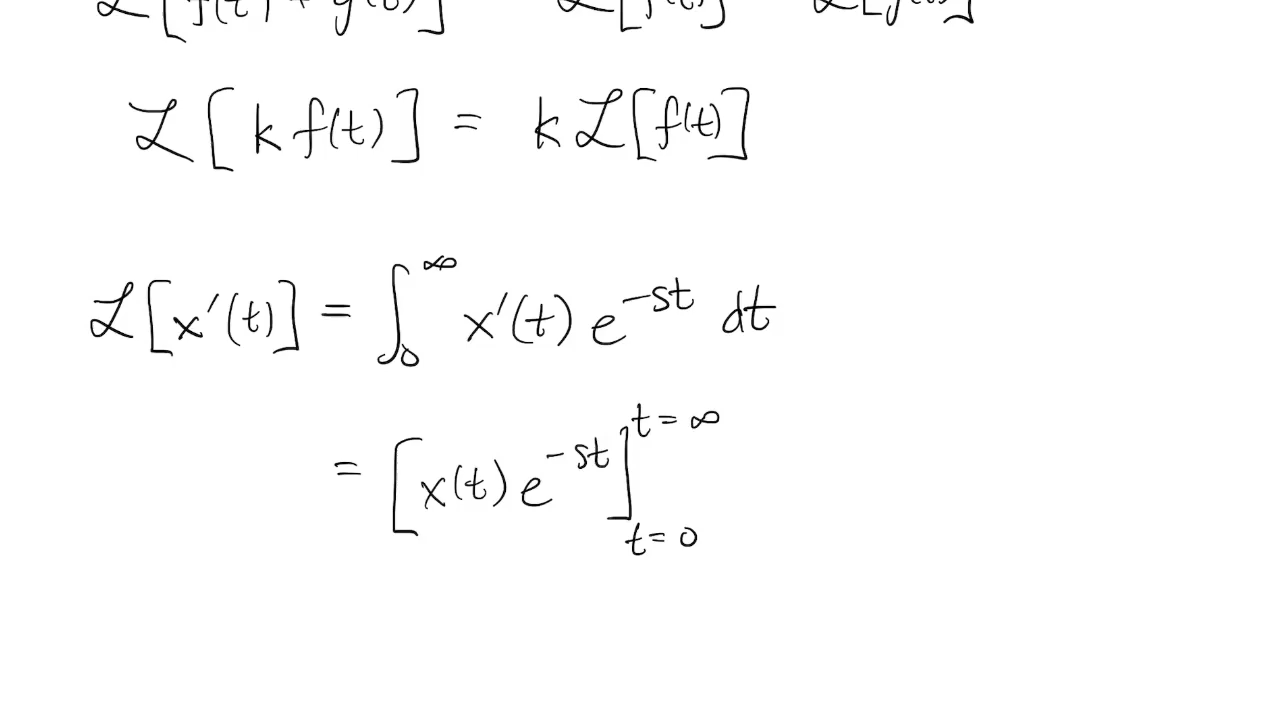 ℒ[f(t) + g(t)] ℒ[f(t)] ℒ[g(t)]
ℒ[k f(t)] = k ℒ[f(t)]
ℒ[x'(t)] = ∫₀^∞ x'(t) e^{-st} dt
= [x(t) e^{-st}]_{t=0}^{t=∞}